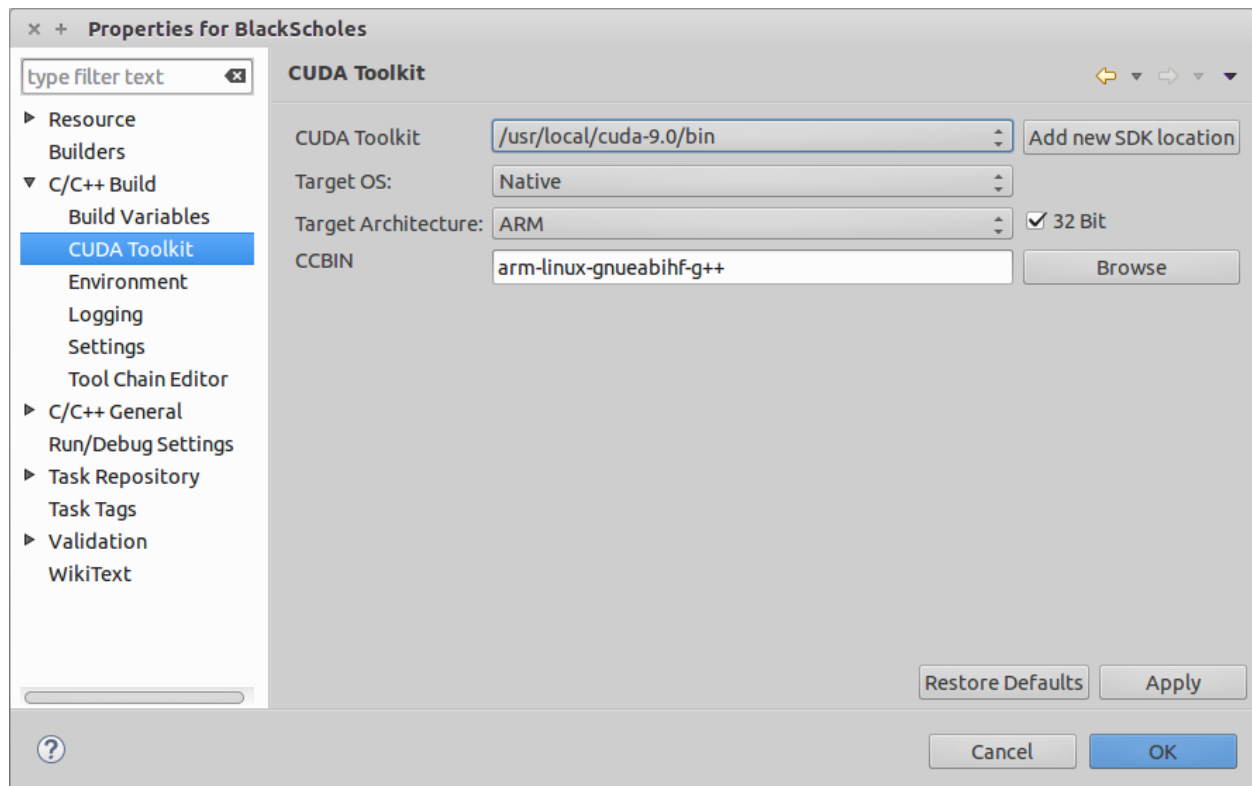 Properties for BlackScholes
type filter text
Resource
Builders
C/C++ Build
Build Variables
CUDA Toolkit
Environment
Logging
Settings
Tool Chain Editor
C/C++ General
Run/Debug Settings
Task Repository
Task Tags
Validation
WikiText
CUDA Toolkit
CUDA Toolkit /usr/local/cuda-9.0/bin Add new SDK location
Target OS: Native
Target Architecture: ARM 32 Bit
CCBIN arm-linux-gnueabihf-g++ Browse
Restore Defaults Apply
? Cancel OK